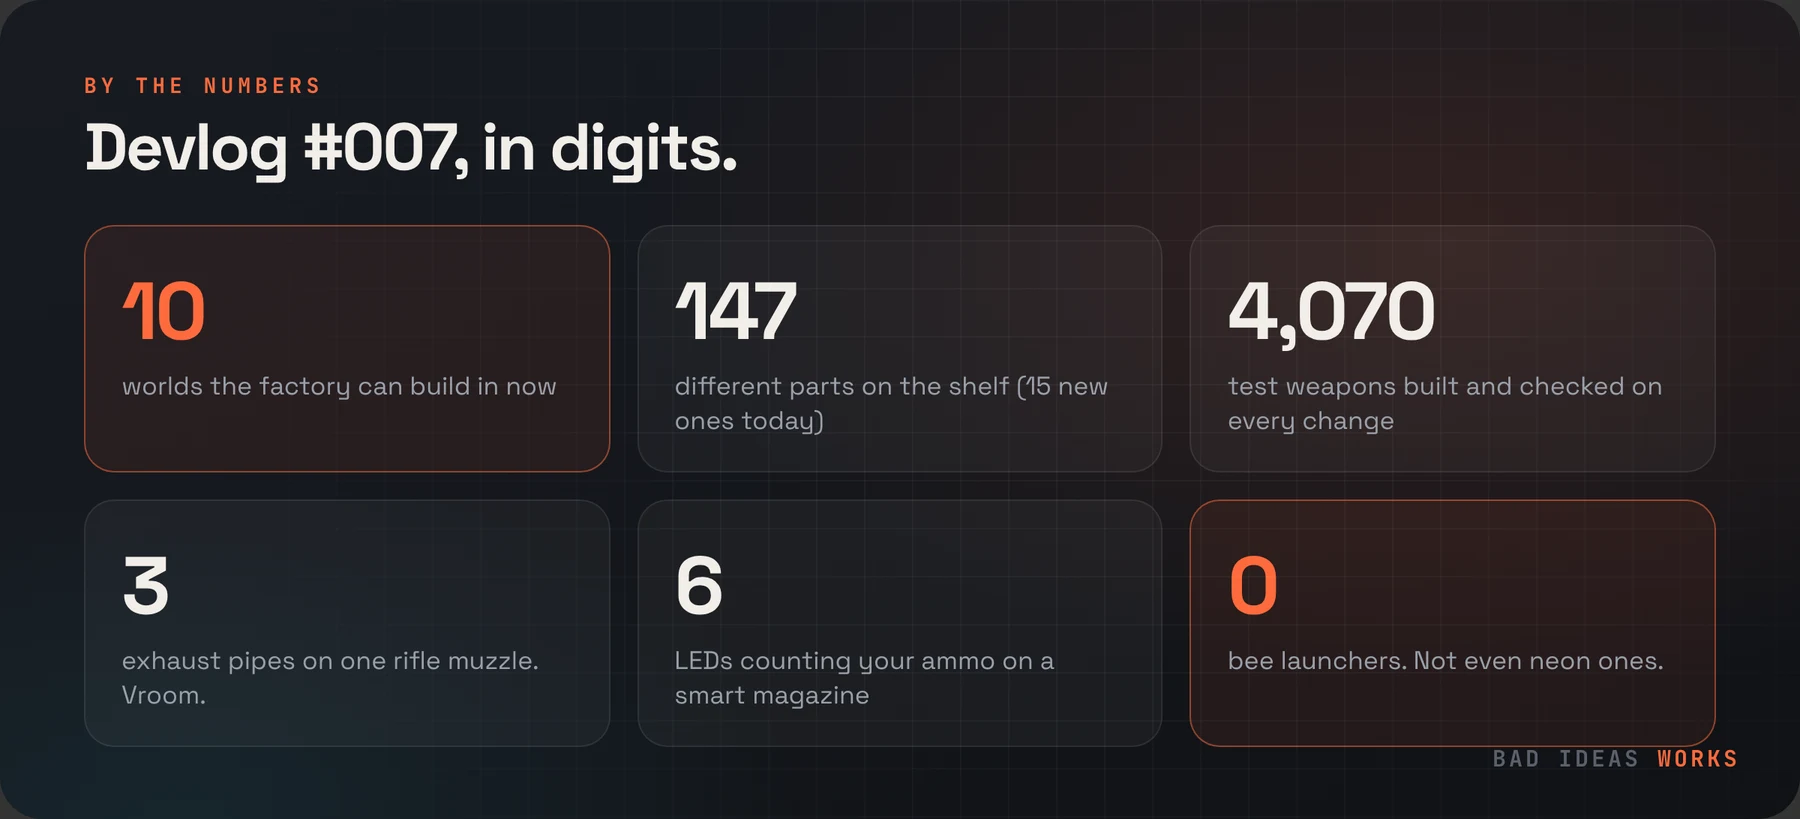 BY THE NUMBERS
Devlog #007, in digits.
10
worlds the factory can build in now
147
different parts on the shelf (15 new
ones today)
4,070
test weapons built and checked on
every change
3
exhaust pipes on one rifle muzzle.
Vroom.
6
LEDs counting your ammo on a
smart magazine
0
bee launchers. Not even neon ones.
BAD IDEAS WORKS